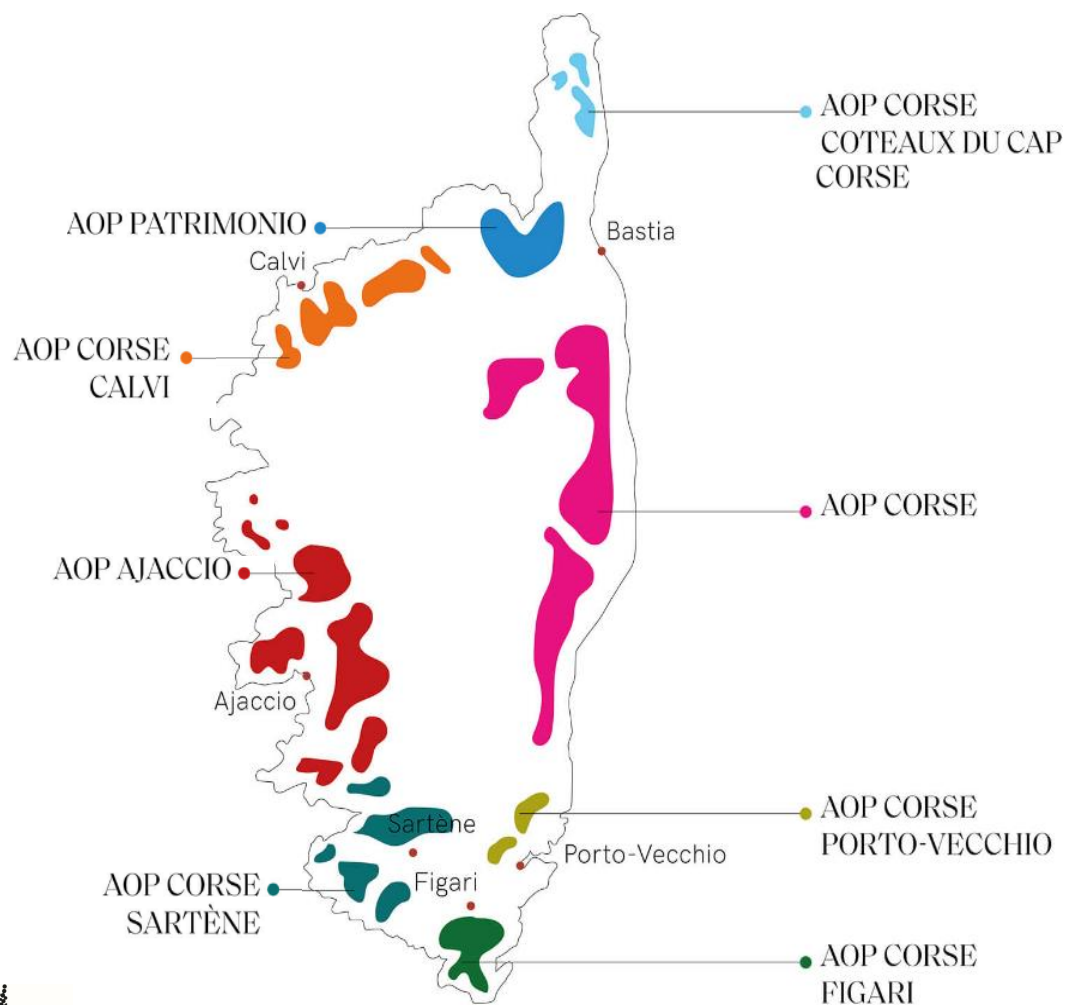 AOP CORSE
COTEAUX DU CAP
CORSE
AOP PATRIMONIO
Bastia
Calvi
AOP CORSE
CALVI
AOP CORSE
AOP AJACCIO
Ajaccio
AOP CORSE
PORTO-VECCHIO
Sartène
Porto-Vecchio
Figari
AOP CORSE
SARTÈNE
AOP CORSE
FIGARI